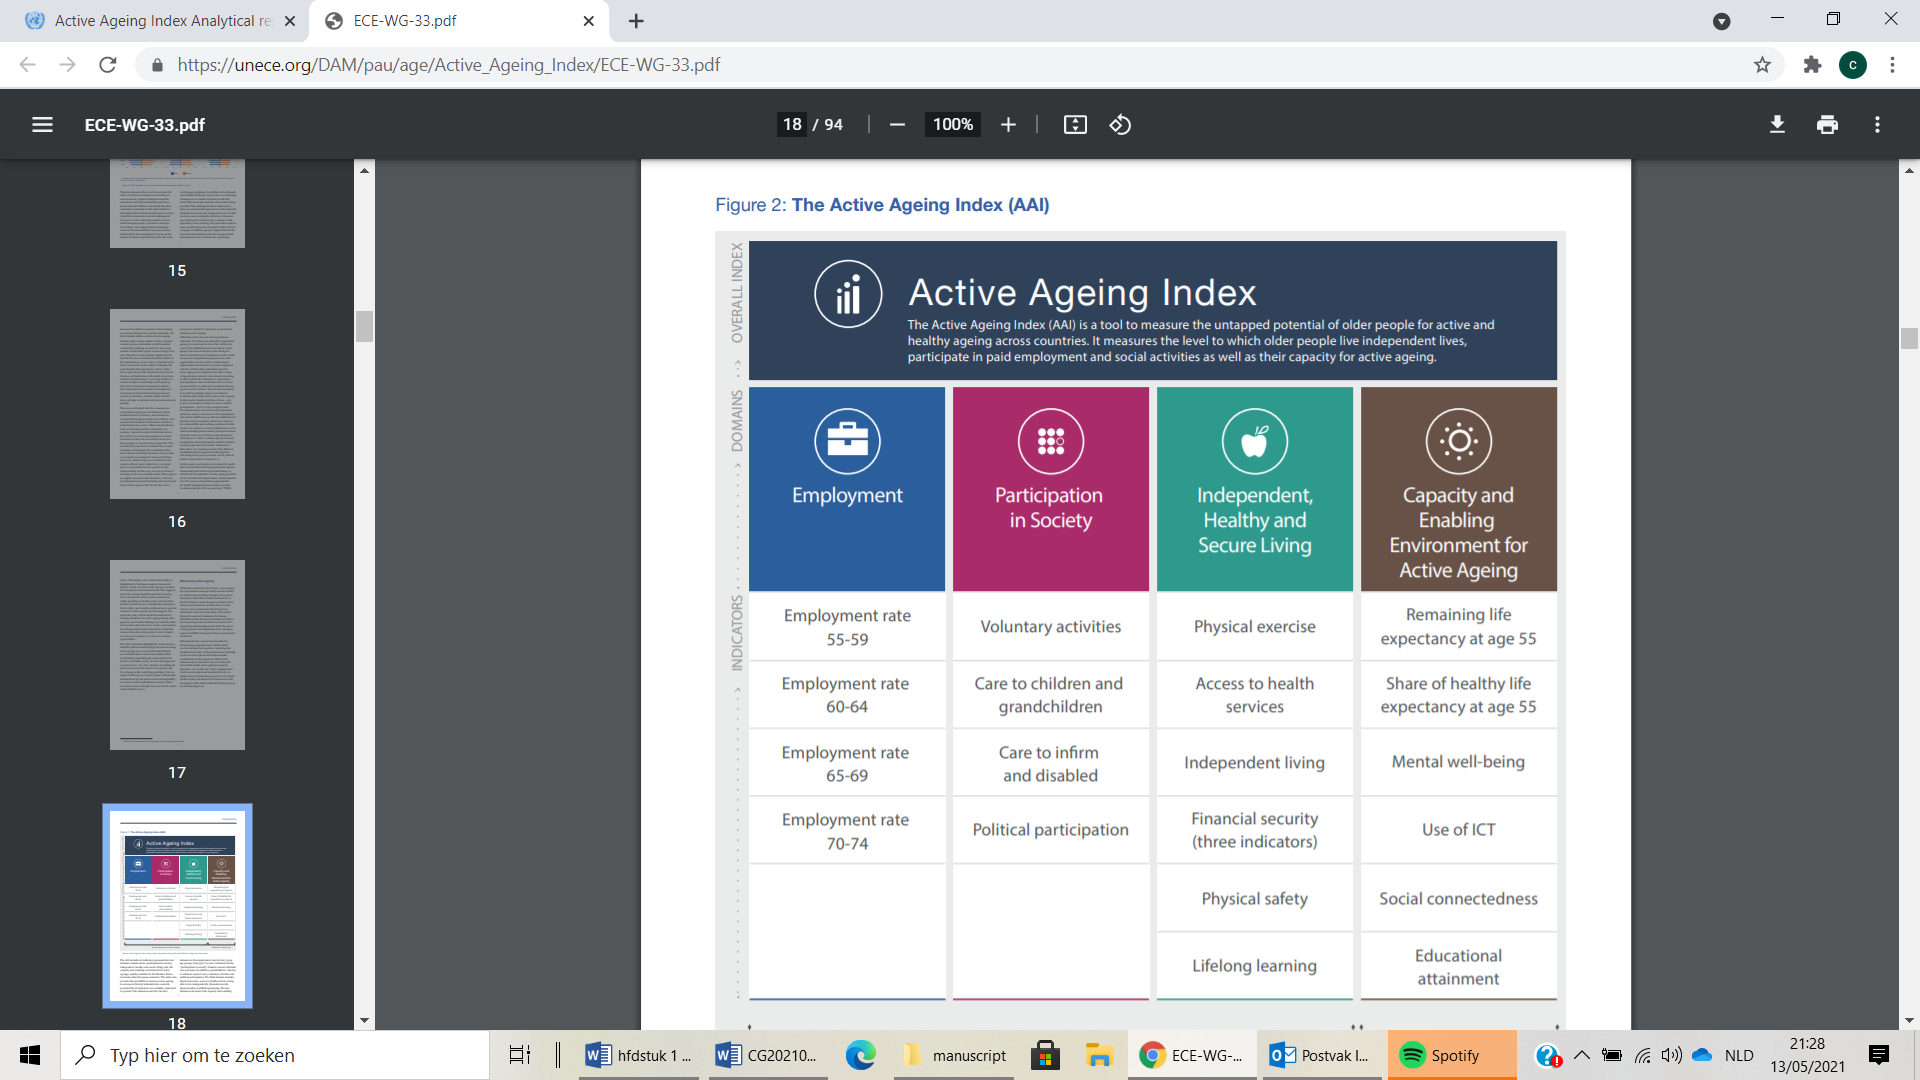 Active Ageing Index Analytical re
ECE-WG-33.pdf
https://unece.org/DAM/pau/age/Active_Ageing_Index/ECE-WG-33.pdf
C
ECE-WG-33.pdf
18 / 94
100%
15
16
17
18
Figure 2: The Active Ageing Index (AAI)
OVERALL INDEX
Active Ageing Index
The Active Ageing Index (AAI) is a tool to measure the untapped potential of older people for active and
healthy ageing across countries. It measures the level to which older people live independent lives,
participate in paid employment and social activities as well as their capacity for active ageing.
DOMAINS
Employment
Participation
in Society
Independent,
Healthy and
Secure Living
Capacity and
Enabling
Environment for
Active Ageing
INDICATORS
Employment rate
55-59
Voluntary activities
Physical exercise
Remaining life
expectancy at age 55
Employment rate
60-64
Care to children and
grandchildren
Access to health
services
Share of healthy life
expectancy at age 55
Employment rate
65-69
Care to infirm
and disabled
Independent living
Mental well-being
Employment rate
70-74
Political participation
Financial security
(three indicators)
Use of ICT
Physical safety
Social connectedness
Lifelong learning
Educational
attainment
Typ hier om te zoeken
hfdstuk 1 ...
CG20210...
manuscript
ECE-WG-...
Postvak I...
Spotify
NLD
21:28
13/05/2021